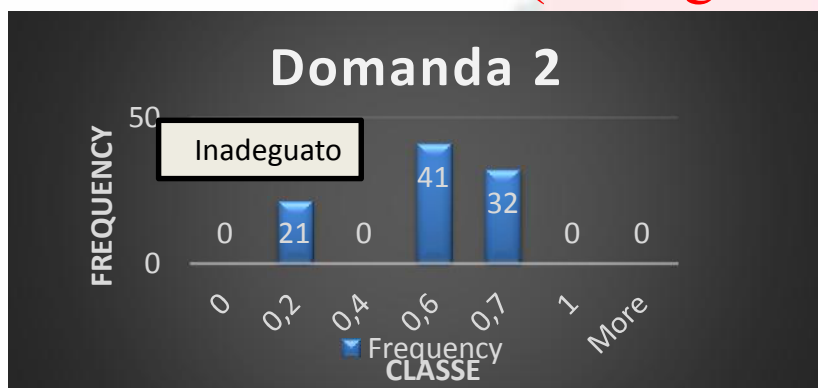 Domanda 2
FREQUENCY
50
0
Inadeguato
0 21 0 41 32 0 0
0 0,2 0,4 0,6 0,7 1 More
Frequency
CLASSE